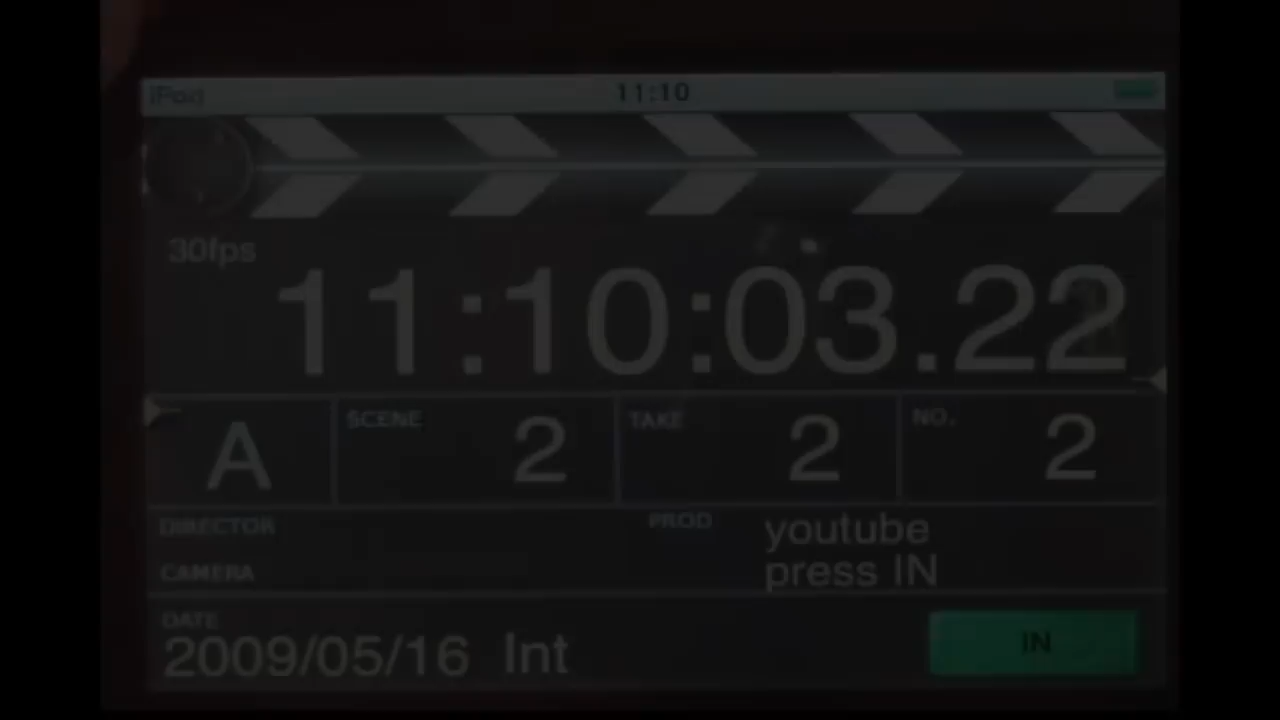 iPod 11:10
30fps
11:10:03.22
A SCENE 2 TAKE 2 NO. 2
DIRECTOR PROD youtube
CAMERA press IN
DATE
2009/05/16 Int IN